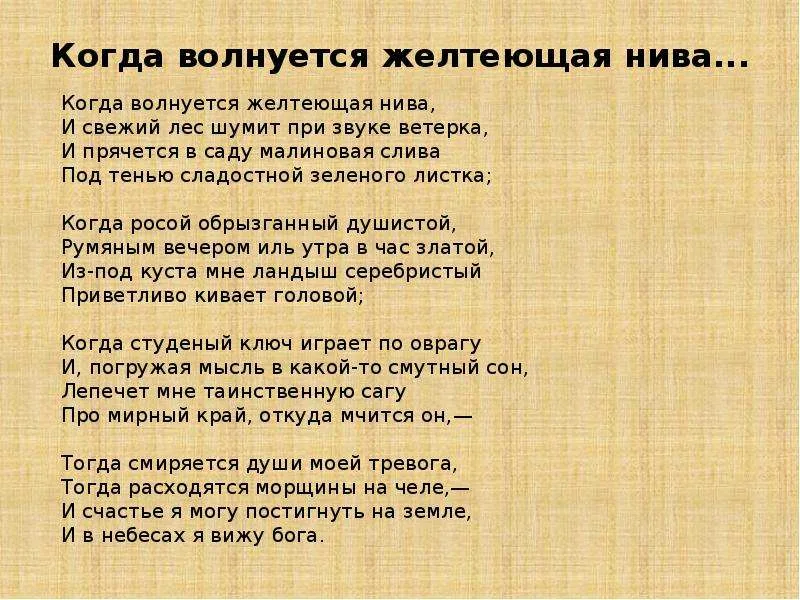 Когда волнуется желтеющая нива...
Когда волнуется желтеющая нива,
И свежий лес шумит при звуке ветерка,
И прячется в саду малиновая слива
Под тенью сладостной зеленого листка;
Когда росой обрызганный душистой,
Румяным вечером иль утра в час златой,
Из-под куста мне ландыш серебристый
Приветливо кивает головой;
Когда студеный ключ играет по оврагу
И, погружая мысль в какой-то смутный сон,
Лепечет мне таинственную сагу
Про мирный край, откуда мчится он,—
Тогда смиряется души моей тревога,
Тогда расходятся морщины на челе,—
И счастье я могу постигнуть на земле,
И в небесах я вижу бога.